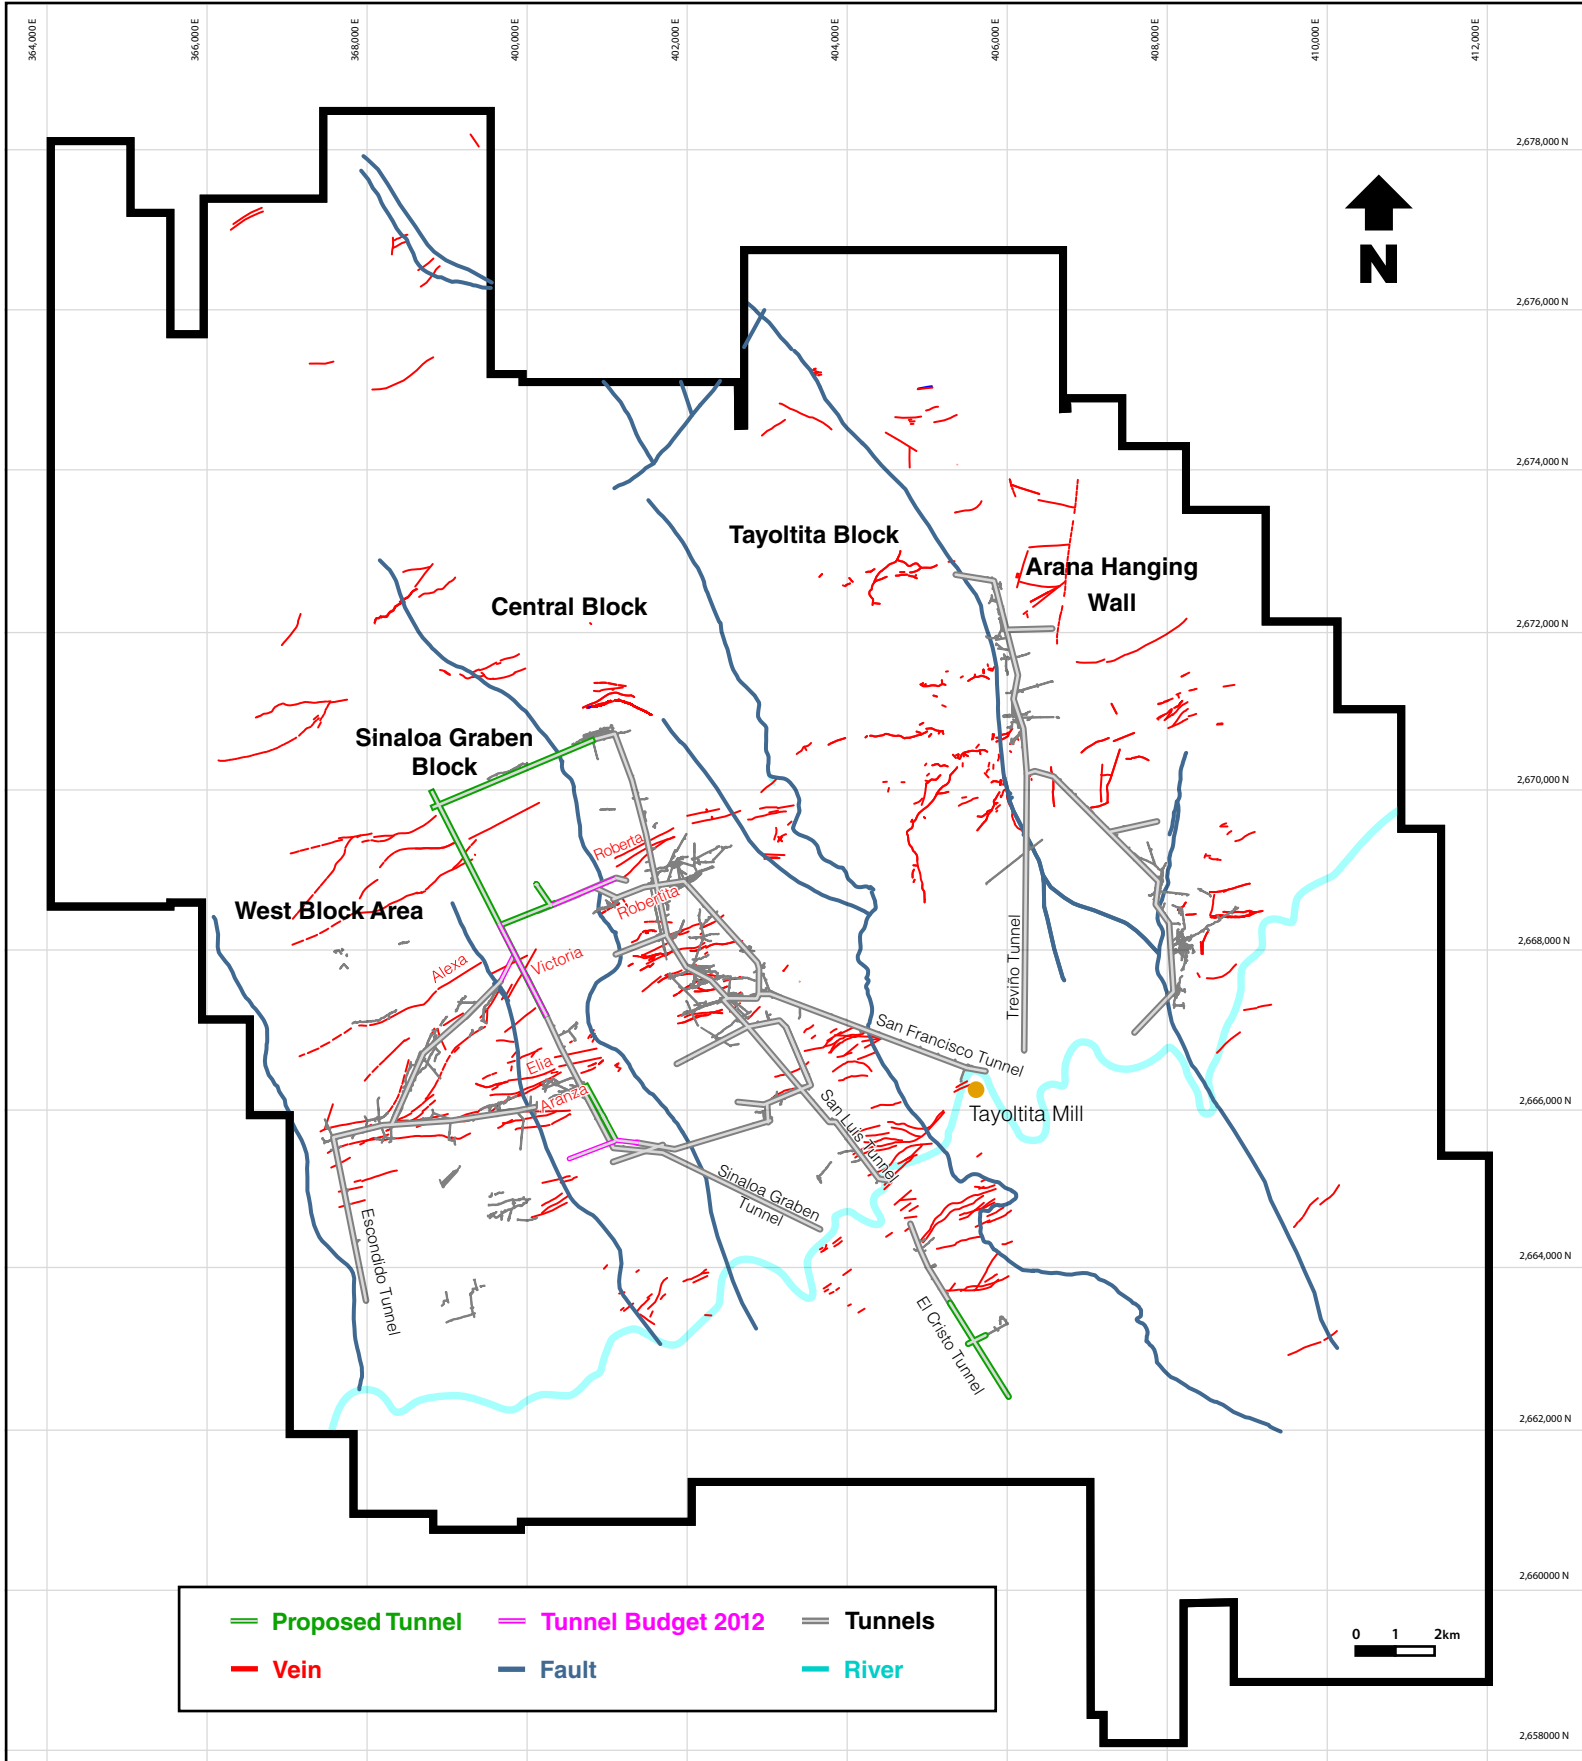 364,000 E
366,000 E
368,000 E
400,000 E
402,000 E
404,000 E
406,000 E
408,000 E
410,000 E
412,000 E
2,678,000 N
N
2,676,000 N
2,674,000 N
Tayoltita Block
Arana Hanging
Wall
Central Block
2,672,000 N
Sinaloa Graben
Block
2,670,000 N
Roberta
Robertita
West Block Area
Alexa
Victoria
2,668,000 N
Treviño Tunnel
San Francisco Tunnel
Elia
Aranza
Tayoltita Mill
2,666,000 N
San Luis Tunnel
Sinaloa Graben
Tunnel
Escondido Tunnel
2,664,000 N
El Cristo Tunnel
2,662,000 N
2,660000 N
Proposed Tunnel
Tunnel Budget 2012
Tunnels
Vein
Fault
River
0 1 2km
2,658000 N